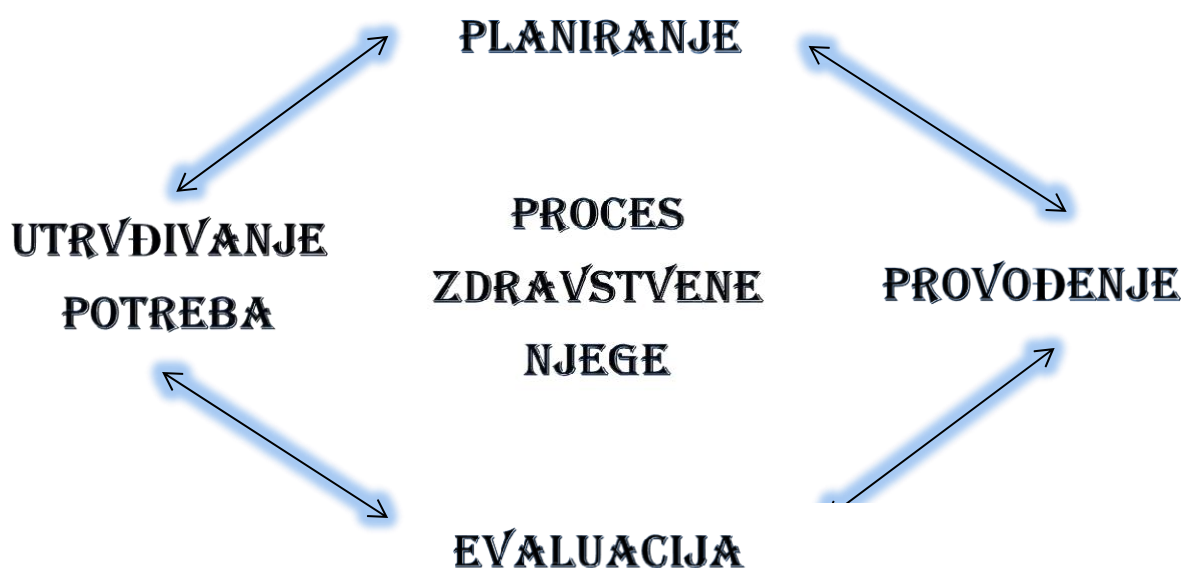 PLANIRANJE
UTRVĐIVANJE
POTREBA
PROCES
ZDRAVSTVENE
NJEGE
PROVOĐENJE
EVALUACIJA